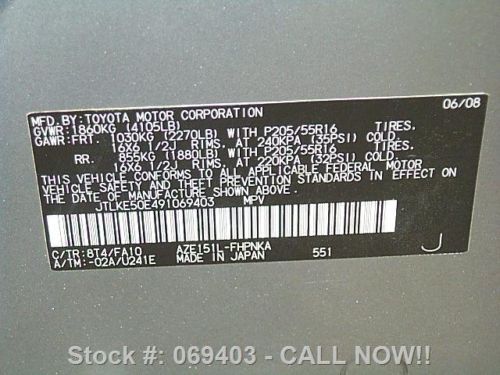 MFD.BY:TOYOTA MOTOR CORPORATION 06/08
GVWR:1860KG (4105LB)
GAWR:FRT. 1030KG (2270LB) WITH P205/55R16 TIRES.
16X6 1/2J RIMS, AT 240KPA (35PSI) COLD.
RR. 855KG (1880LB) WITH P205/55R16 TIRES.
16X6 1/2J RIMS, AT 220KPA (32PSI) COLD.
THIS VEHICLE CONFORMS TO ALL APPLICABLE FEDERAL MOTOR
VEHICLE SAFETY AND THEFT PREVENTION STANDARDS IN EFFECT ON
THE DATE OF MANUFACTURE SHOWN ABOVE.
JTLKE50E491069403 MPV
C/TR:8T4/FA10 AZE151L-FHPNKA
A/TM:-02A/U241E MADE IN JAPAN 551 J
Stock #: 069403 - CALL NOW!!